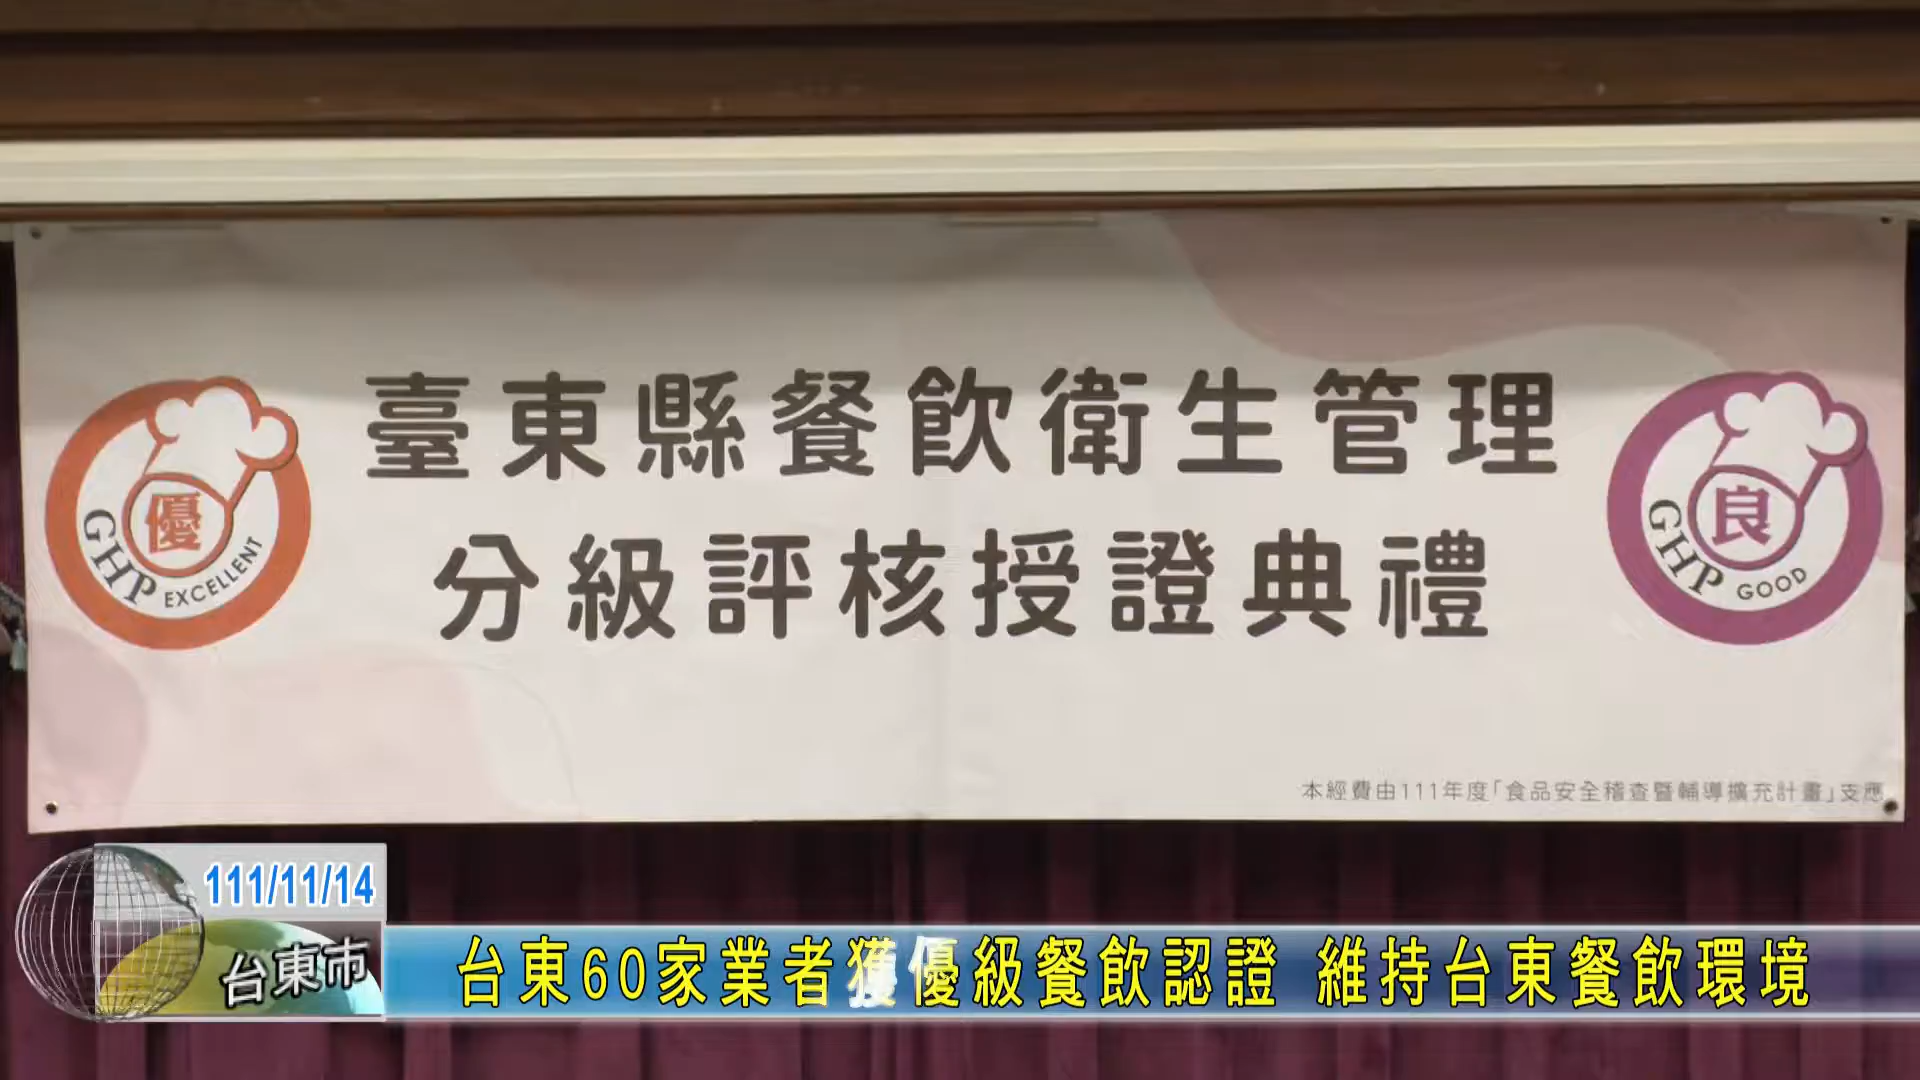 臺東縣餐飲衛生管理
分級評核授證典禮
優
GHP EXCELLENT
良
GHP GOOD
本經費由111年度「食品安全稽查暨輔導擴充計畫」支應
111/11/14
台東市
台東60家業者獲優級餐飲認證 維持台東餐飲環境